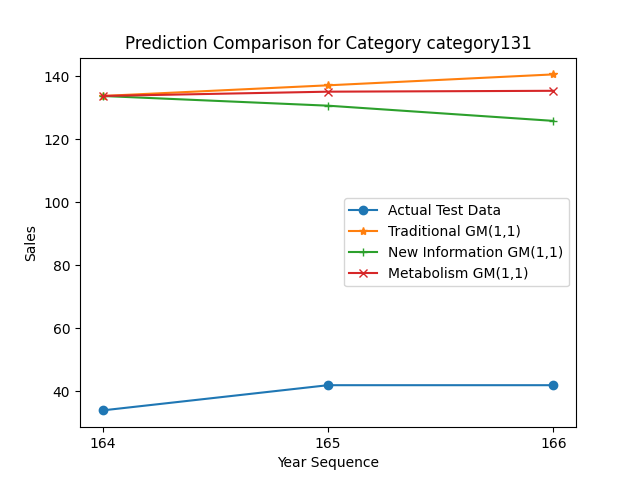 Prediction Comparison for Category category131
Sales
140
120
100
80
60
40
Actual Test Data
Traditional GM(1,1)
New Information GM(1,1)
Metabolism GM(1,1)
164
165
166
Year Sequence